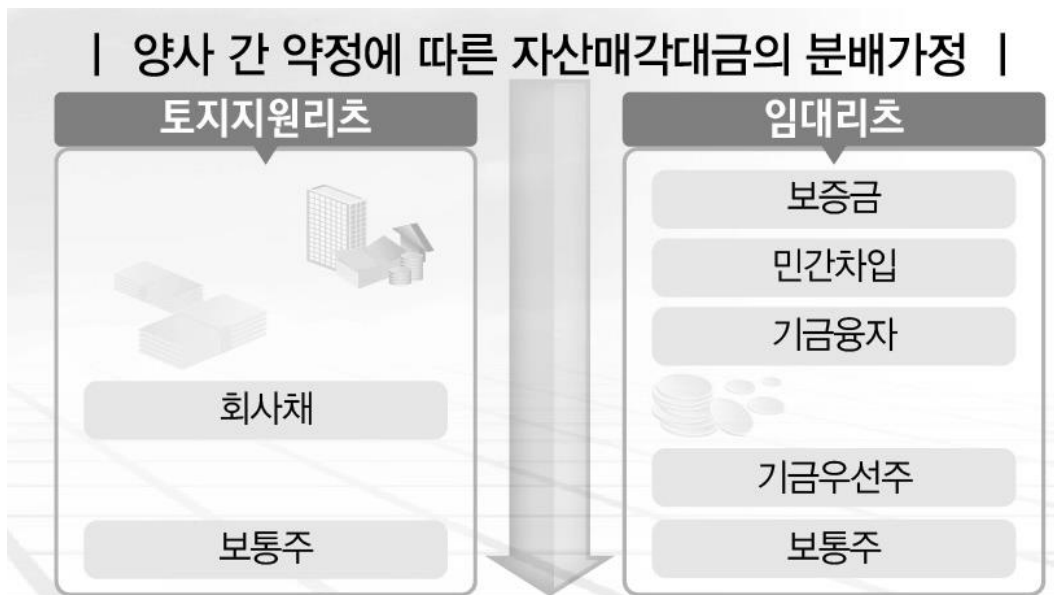 | 양사 간 약정에 따른 자산매각대금의 분배가정 |
토지지원리츠
회사채
보통주
임대리츠
보증금
민간차입
기금융자
기금우선주
보통주